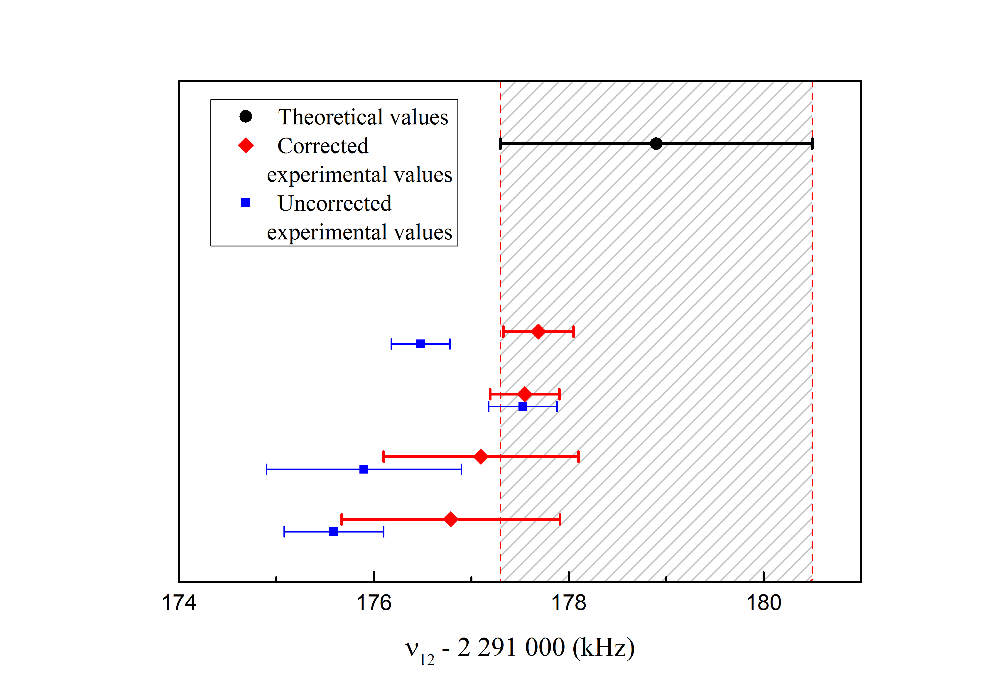 Theoretical values
Corrected
experimental values
Uncorrected
experimental values
174 176 178 180
ν12 - 2 291 000 (kHz)